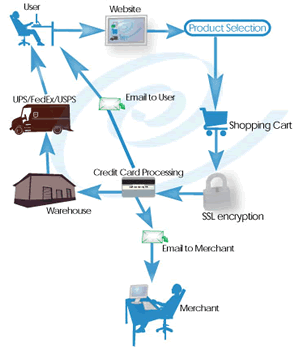 User
Website
Product Selection
UPS/FedEx/USPS
Email to User
Shopping Cart
Credit Card Processing
Warehouse
SSL encryption
Email to Merchant
Merchant